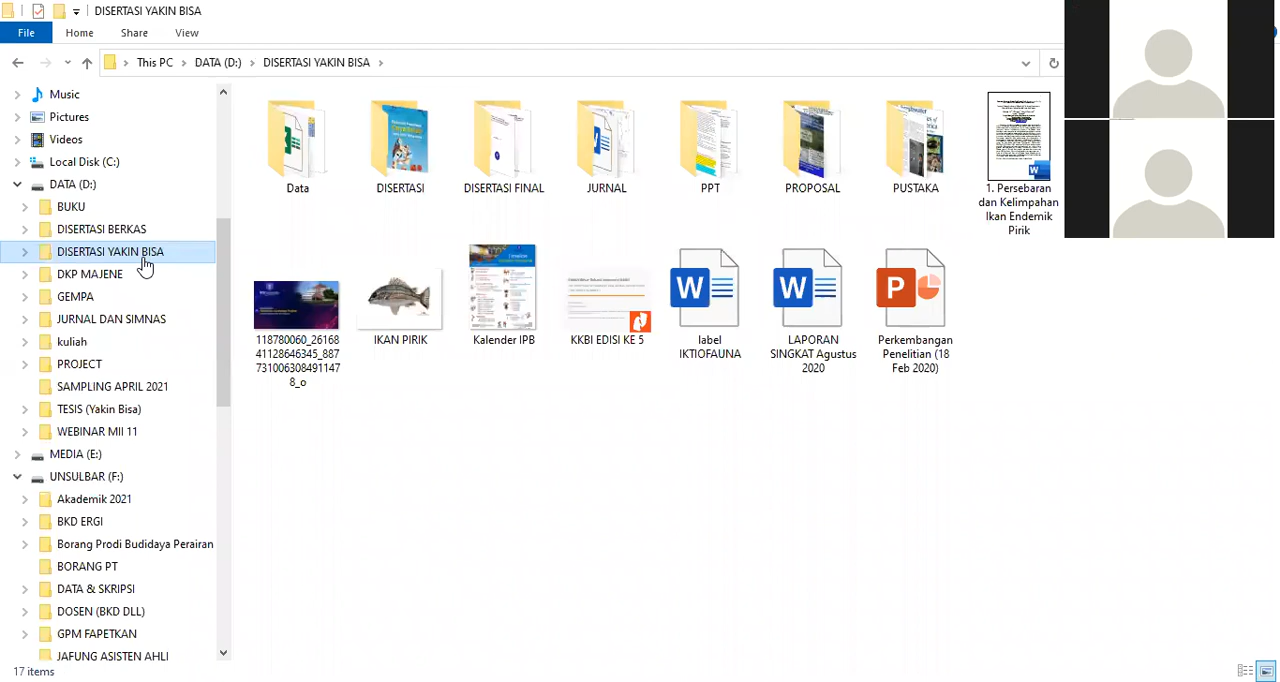 DISERTASI YAKIN BISA
File Home Share View
This PC DATA (D:) DISERTASI YAKIN BISA
Music
Pictures
Videos
Local Disk (C:)
DATA (D:)
BUKU
DISERTASI BERKAS
DISERTASI YAKIN BISA
DKP MAJENE
GEMPA
JURNAL DAN SIMNAS
kuliah
PROJECT
SAMPLING APRIL 2021
TESIS (Yakin Bisa)
WEBINAR MII 11
MEDIA (E:)
UNSULBAR (F:)
Akademik 2021
BKD ERGI
Borang Prodi Budidaya Perairan
BORANG PT
DATA & SKRIPSI
DOSEN (BKD DLL)
GPM FAPETKAN
JAFUNG ASISTEN AHLI
Data
DISERTASI
DISERTASI FINAL
JURNAL
PPT
PROPOSAL
PUSTAKA
1. Persebaran
dan Kelimpahan
Ikan Endemik
Pirik
118780060_26168
41128646345_887
73100630849114​7
8_o
IKAN PIRIK
Kalender IPB
KKBI EDISI KE 5
label
IKTIOFAUNA
LAPORAN
SINGKAT Agustus
2020
Perkembangan
Penelitian (18
Feb 2020)
17 items